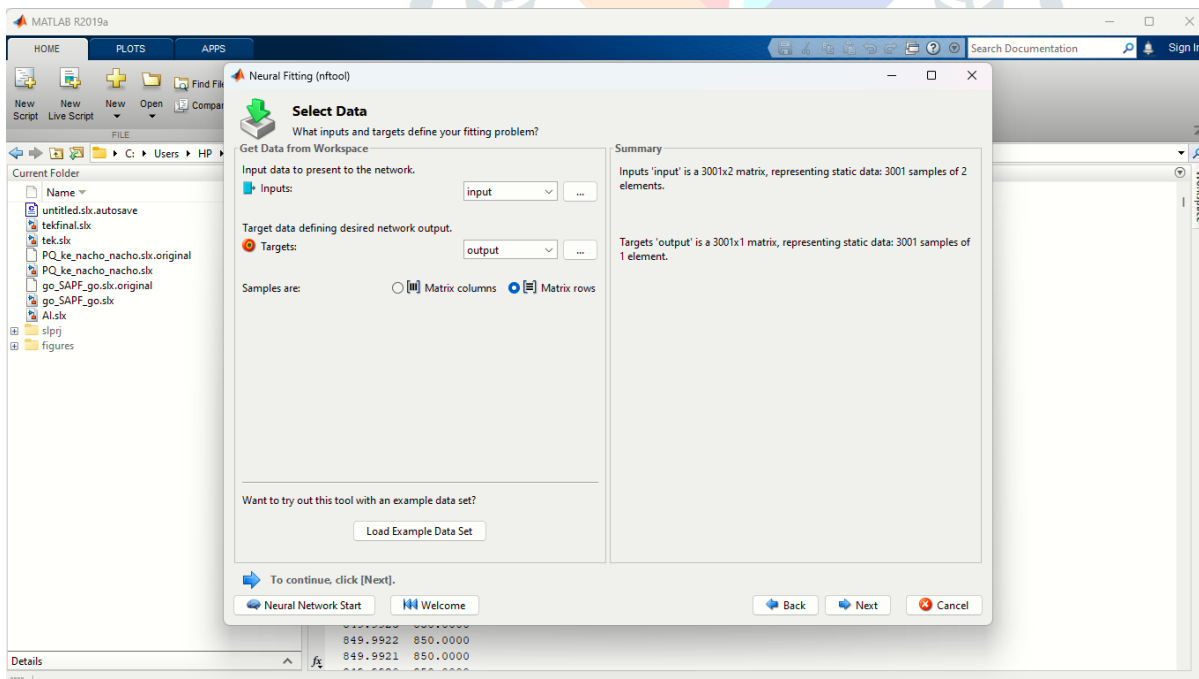 MATLAB R2019a
HOME PLOTS APPS
Search Documentation
Sign In
New Script
New Live Script
New
Open
Find File
Compar
FILE
C: Users HP
Current Folder
Name
untitled.slx.autosave
tekfinal.slx
tek.slx
PQ_ke_nacho_nacho.slx.original
PQ_ke_nacho_nacho.slx
go_SAPF_go.slx.original
go_SAPF_go.slx
AI.slx
slprj
figures
Details
Neural Fitting (nftool)
Select Data
What inputs and targets define your fitting problem?
Get Data from Workspace
Input data to present to the network.
Inputs: input ...
Target data defining desired network output.
Targets: output ...
Samples are: Matrix columns Matrix rows
Want to try out this tool with an example data set?
Load Example Data Set
Summary
Inputs 'input' is a 3001x2 matrix, representing static data: 3001 samples of 2
elements.
Targets 'output' is a 3001x1 matrix, representing static data: 3001 samples of
1 element.
To continue, click [Next].
Neural Network Start Welcome Back Next Cancel
849.9922 850.0000
fx 849.9921 850.0000